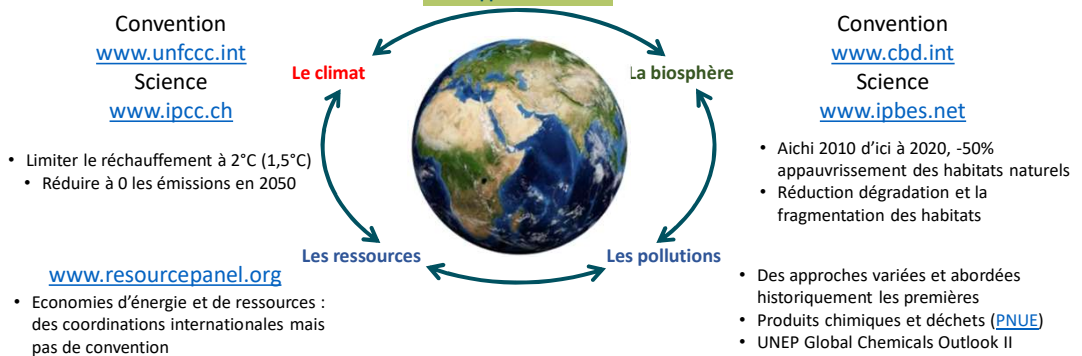 Convention
www.unfccc.int
Science
www.ipcc.ch
• Limiter le réchauffement à 2°C (1,5°C)
• Réduire à 0 les émissions en 2050
Le climat
La biosphère
Convention
www.cbd.int
Science
www.ipbes.net
• Aichi 2010 d'ici à 2020, -50%
appauvrissement des habitats naturels
• Réduction dégradation et la
fragmentation des habitats
Les ressources
Les pollutions
www.resourcepanel.org
• Economies d'énergie et de ressources :
des coordinations internationales mais
pas de convention
• Des approches variées et abordées
historiquement les premières
• Produits chimiques et déchets (PNUE)
• UNEP Global Chemicals Outlook II